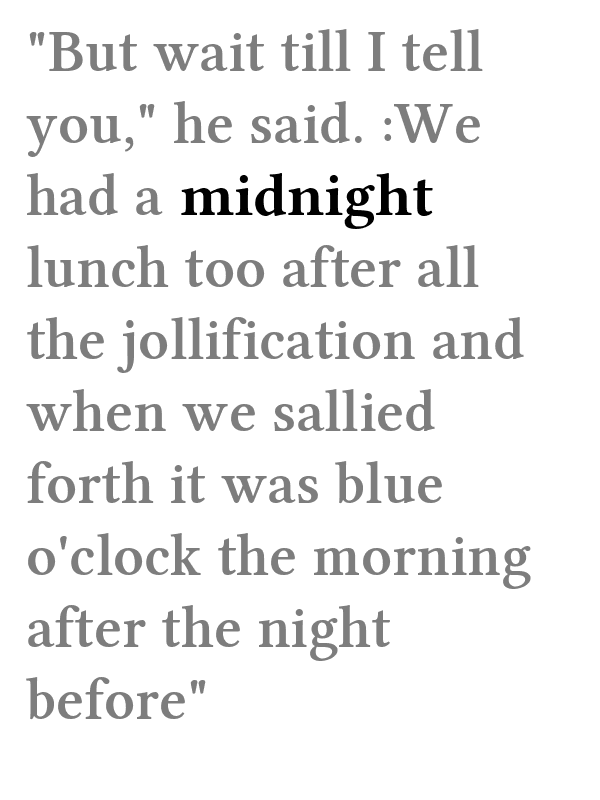 "But wait till I tell
you," he said. :We
had a midnight
lunch too after all
the jollification and
when we sallied
forth it was blue
o'clock the morning
after the night
before"